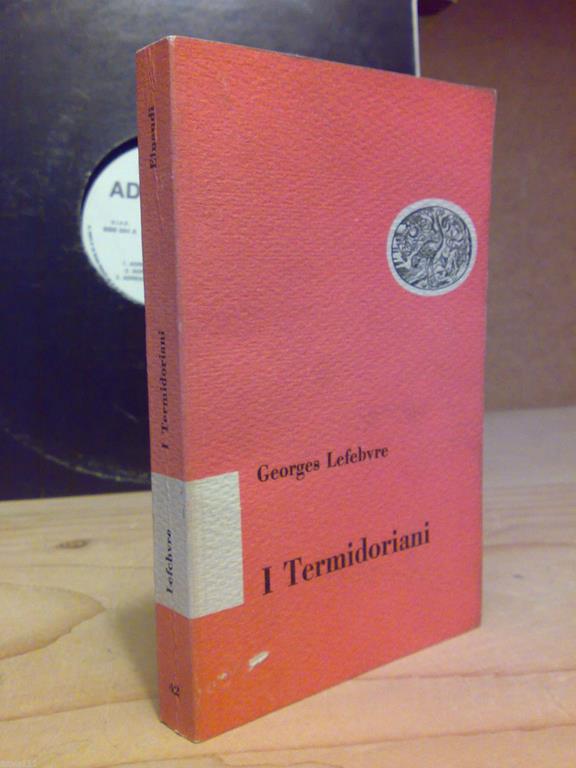 Georges Lefebvre
I Termidoriani
Einaudi
I Termidoriani
Lefebvre
42
AD